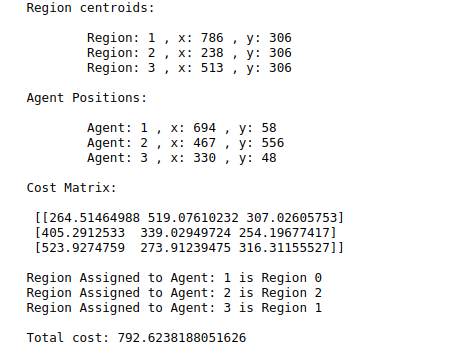 Region centroids:
Region: 1 , x: 786 , y: 306
Region: 2 , x: 238 , y: 306
Region: 3 , x: 513 , y: 306
Agent Positions:
Agent: 1 , x: 694 , y: 58
Agent: 2 , x: 467 , y: 556
Agent: 3 , x: 330 , y: 48
Cost Matrix:
[[264.51464988 519.07610232 307.02605753]
[405.2912533  339.02949724 254.19677417]
[523.9274759  273.91239475 316.31155527]]
Region Assigned to Agent: 1 is Region 0
Region Assigned to Agent: 2 is Region 2
Region Assigned to Agent: 3 is Region 1
Total cost: 792.6238188051626